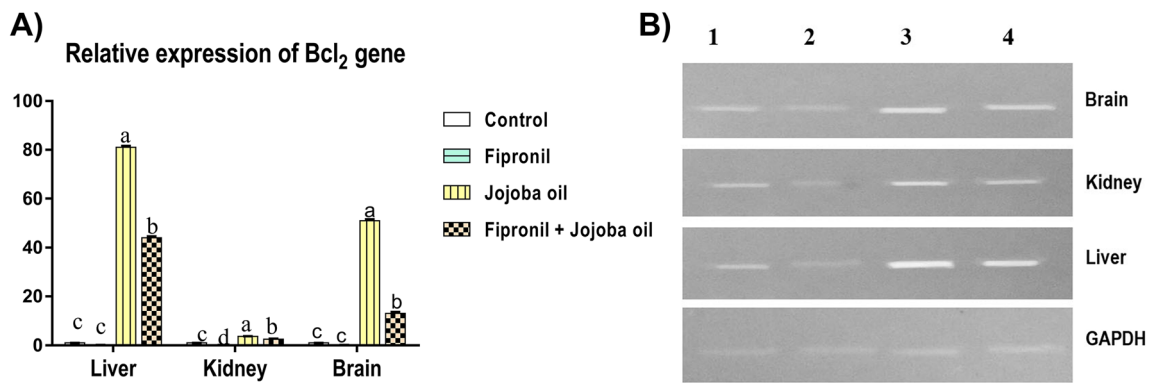 A)
Relative expression of Bcl2 gene
100
80
60
40
20
0
c c a b
c d a b
c c a b
Liver Kidney Brain
Control
Fipronil
Jojoba oil
Fipronil + Jojoba oil
B)
1 2 3 4
Brain
Kidney
Liver
GAPDH